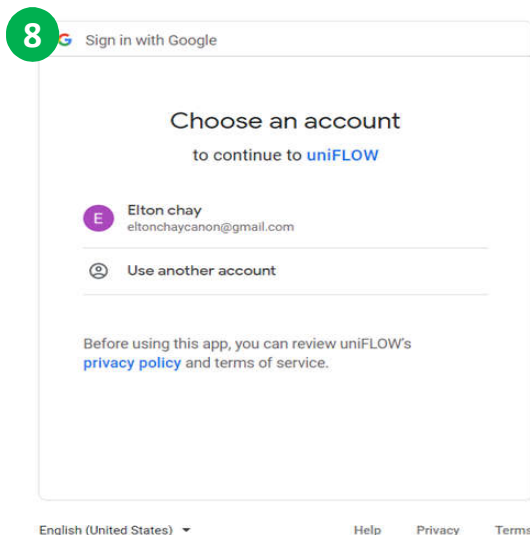 8
G Sign in with Google
Choose an account
to continue to uniFLOW
E
Elton chay
eltonchaycanon@gmail.com
Use another account
Before using this app, you can review uniFLOW's
privacy policy and terms of service.
English (United States) Help Privacy Terms